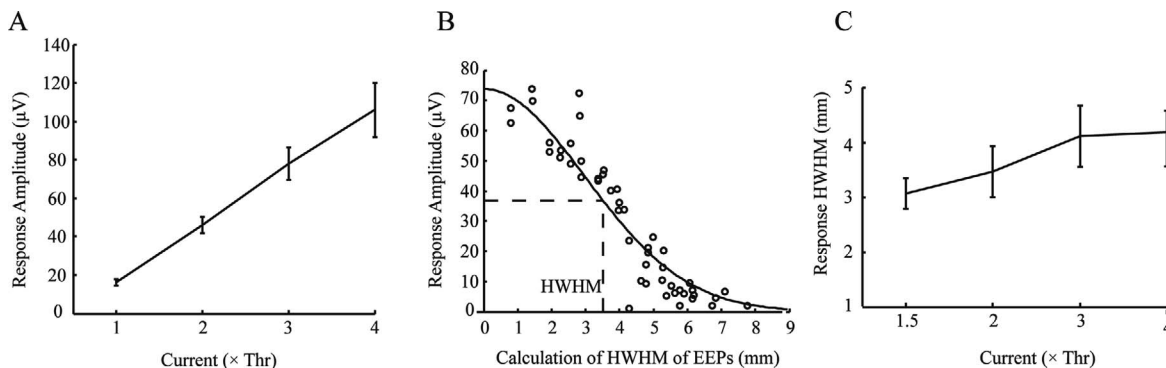 A
Response Amplitude (μV)
140
120
100
80
60
40
20
0
1 2 3 4
Current (× Thr)
B
Response Amplitude (μV)
80
70
60
50
40
30
20
10
0
HWHM
0 1 2 3 4 5 6 7 8 9
Calculation of HWHM of EEPs (mm)
C
Response HWHM (mm)
5
4
3
2
1
1.5 2 3 4
Current (× Thr)